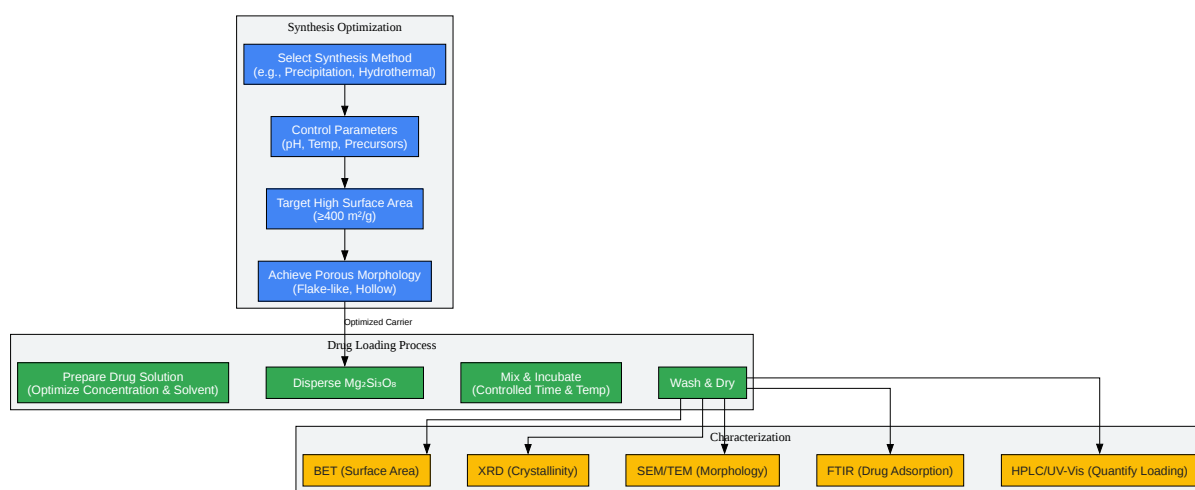 Synthesis Optimization
Select Synthesis Method
(e.g., Precipitation, Hydrothermal)
Control Parameters
(pH, Temp, Precursors)
Target High Surface Area
(≥400 m²/g)
Achieve Porous Morphology
(Flake-like, Hollow)
Optimized Carrier
Drug Loading Process
Prepare Drug Solution
(Optimize Concentration & Solvent)
Disperse Mg₂Si₃O₈
Mix & Incubate
(Controlled Time & Temp)
Wash & Dry
Characterization
BET (Surface Area)
XRD (Crystallinity)
SEM/TEM (Morphology)
FTIR (Drug Adsorption)
HPLC/UV-Vis (Quantify Loading)